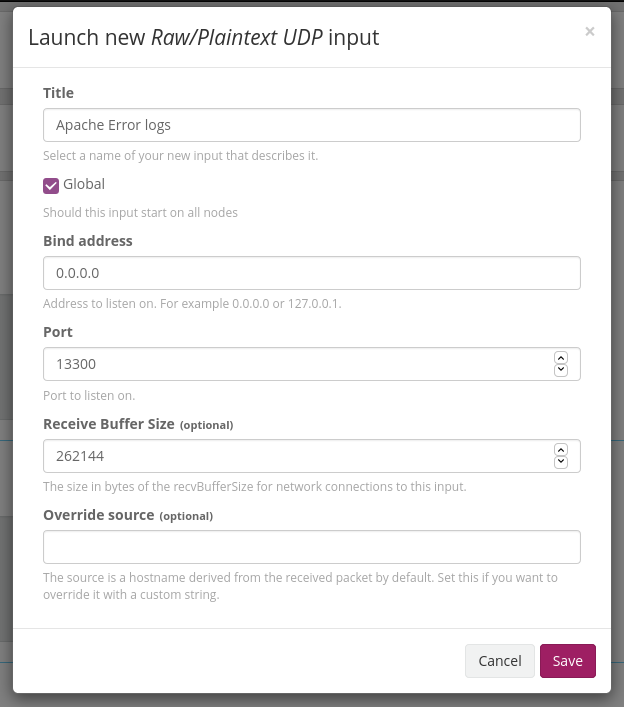 Launch new Raw/Plaintext UDP input
×
Title
Apache Error logs
Select a name of your new input that describes it.
Global
Should this input start on all nodes
Bind address
0.0.0.0
Address to listen on. For example 0.0.0.0 or 127.0.0.1.
Port
13300
Port to listen on.
Receive Buffer Size (optional)
262144
The size in bytes of the recvBufferSize for network connections to this input.
Override source (optional)
The source is a hostname derived from the received packet by default. Set this if you want to
override it with a custom string.
Cancel Save